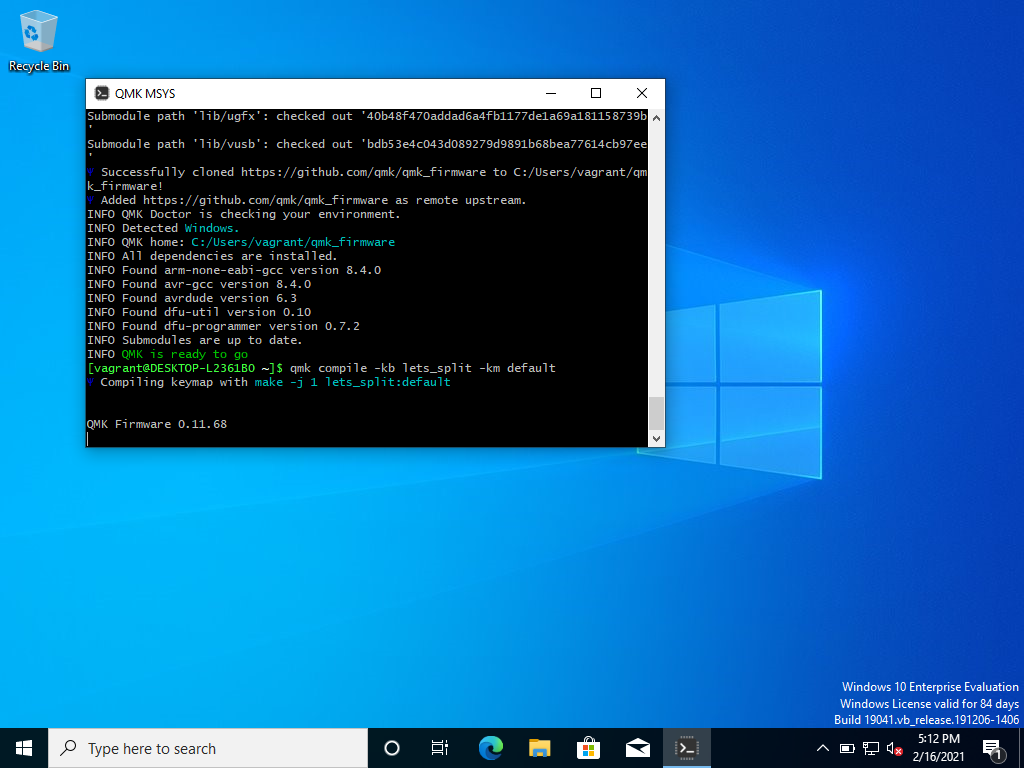 Recycle Bin
QMK MSYS
Submodule path 'lib/ugfx': checked out '40b48f470addad6a4fb1177de1a69a181158739b
'
Submodule path 'lib/vusb': checked out 'bdb53e4c043d089279d9891b68bea77614cb97ee
'
Ψ Successfully cloned https://github.com/qmk/qmk_firmware to C:/Users/vagrant/qm
k_firmware!
Ψ Added https://github.com/qmk/qmk_firmware as remote upstream.
INFO QMK Doctor is checking your environment.
INFO Detected Windows.
INFO QMK home: C:/Users/vagrant/qmk_firmware
INFO All dependencies are installed.
INFO Found arm-none-eabi-gcc version 8.4.0
INFO Found avr-gcc version 8.4.0
INFO Found avrdude version 6.3
INFO Found dfu-util version 0.10
INFO Found dfu-programmer version 0.7.2
INFO Submodules are up to date.
INFO QMK is ready to go
[vagrant@DESKTOP-L2361BO ~]$ qmk compile -kb lets_split -km default
Ψ Compiling keymap with make -j 1 lets_split:default
QMK Firmware 0.11.68
Windows 10 Enterprise Evaluation
Windows License valid for 84 days
Build 19041.vb_release.191206-1406
Type here to search
5:12 PM
2/16/2021
1